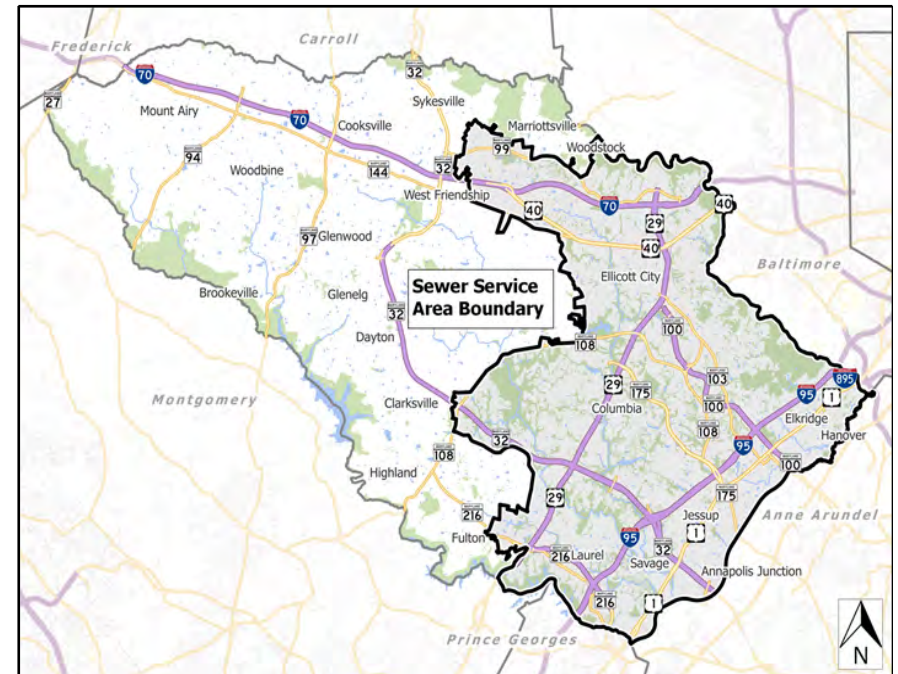 Frederick
Carroll
70
32
27
Mount Airy
70
Sykesville
Cooksville
Marriottsville
99
Woodstock
94
Woodbine
144
32
West Friendship
70
40
40
29
97
Glenwood
40
Ellicott City
Baltimore
Brookeville
Glenelg
Sewer Service
Area Boundary
32
Dayton
108
100
Montgomery
Clarksville
29
175
103
95
895
Columbia
100
1
Elkridge
108
Hanover
32
95
108
100
Highland
175
29
216
Jessup
Anne Arundel
Fulton
95
1
216
Laurel
32
Savage
Annapolis Junction
216
1
Prince Georges
N